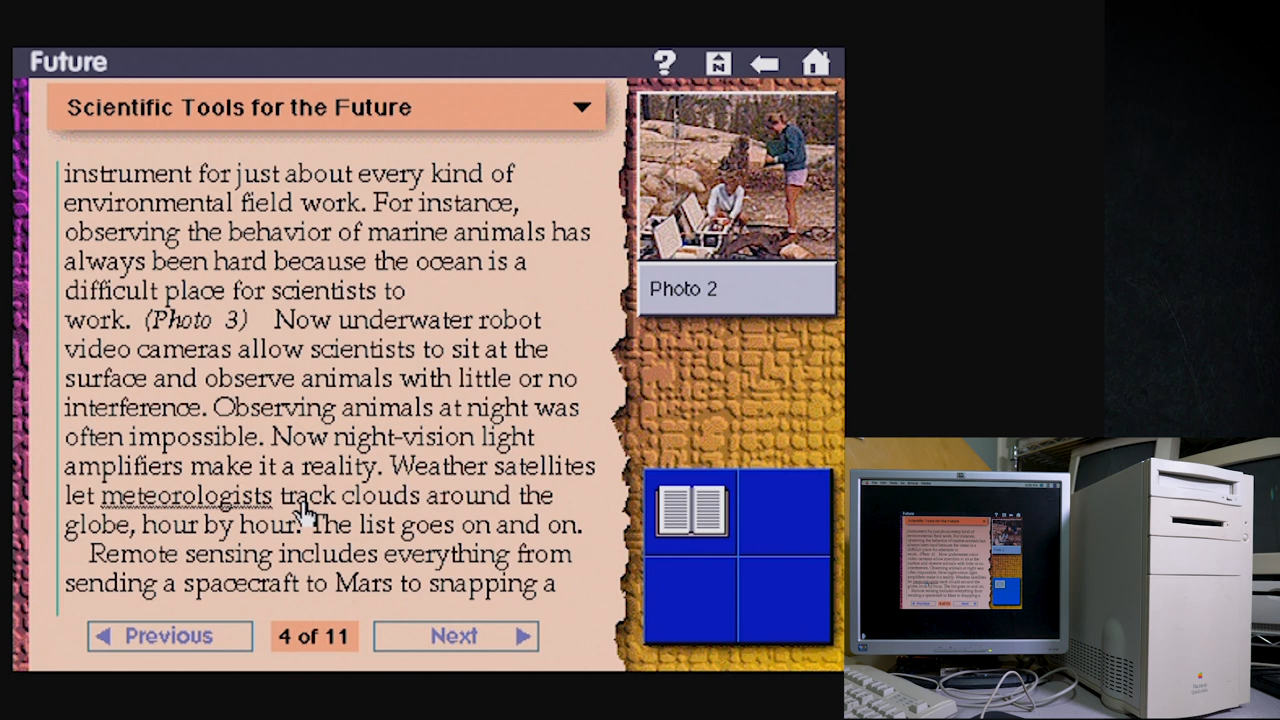 Future
Scientific Tools for the Future
instrument for just about every kind of
environmental field work. For instance,
observing the behavior of marine animals has
always been hard because the ocean is a
difficult place for scientists to
work. (Photo 3) Now underwater robot
video cameras allow scientists to sit at the
surface and observe animals with little or no
interference. Observing animals at night was
often impossible. Now night-vision light
amplifiers make it a reality. Weather satellites
let meteorologists track clouds around the
globe, hour by hour. The list goes on and on.
Remote sensing includes everything from
sending a spacecraft to Mars to snapping a
Previous
4 of 11
Next
Photo 2